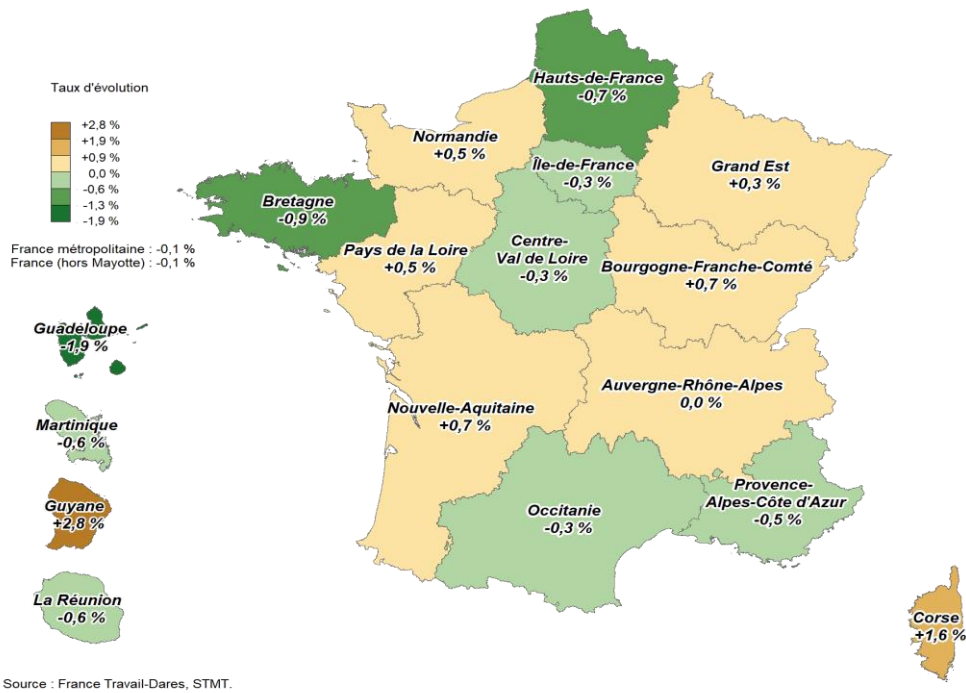 Taux d'évolution
+2,8 %
+1,9 %
+0,9 %
0,0 %
-0,6 %
-1,3 %
-1,9 %
France métropolitaine : -0,1 %
France (hors Mayotte) : -0,1 %
Guadeloupe
-1,9 %
Martinique
-0,6 %
Guyane
+2,8 %
La Réunion
-0,6 %
Hauts-de-France
-0,7 %
Normandie
+0,5 %
Île-de-France
-0,3 %
Grand Est
+0,3 %
Bretagne
-0,9 %
Pays de la Loire
+0,5 %
Centre-
Val de Loire
-0,3 %
Bourgogne-Franche-Comté
+0,7 %
Nouvelle-Aquitaine
+0,7 %
Auvergne-Rhône-Alpes
0,0 %
Occitanie
-0,3 %
Provence-
Alpes-Côte d'Azur
-0,5 %
Corse
+1,6 %
Source : France Travail-Dares, STMT.